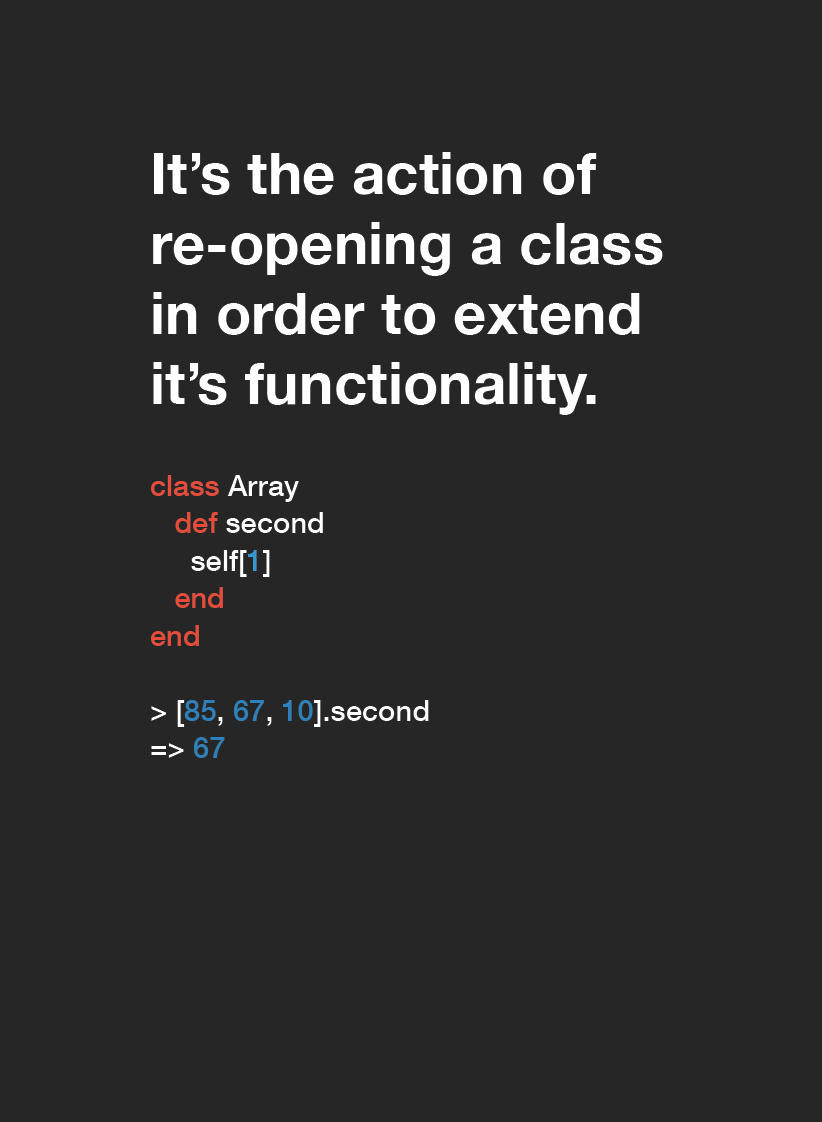 It’s the action of
re-opening a class
in order to extend
it’s functionality.
class Array
def second
self[1]
end
end
> [85, 67, 10].second
=> 67